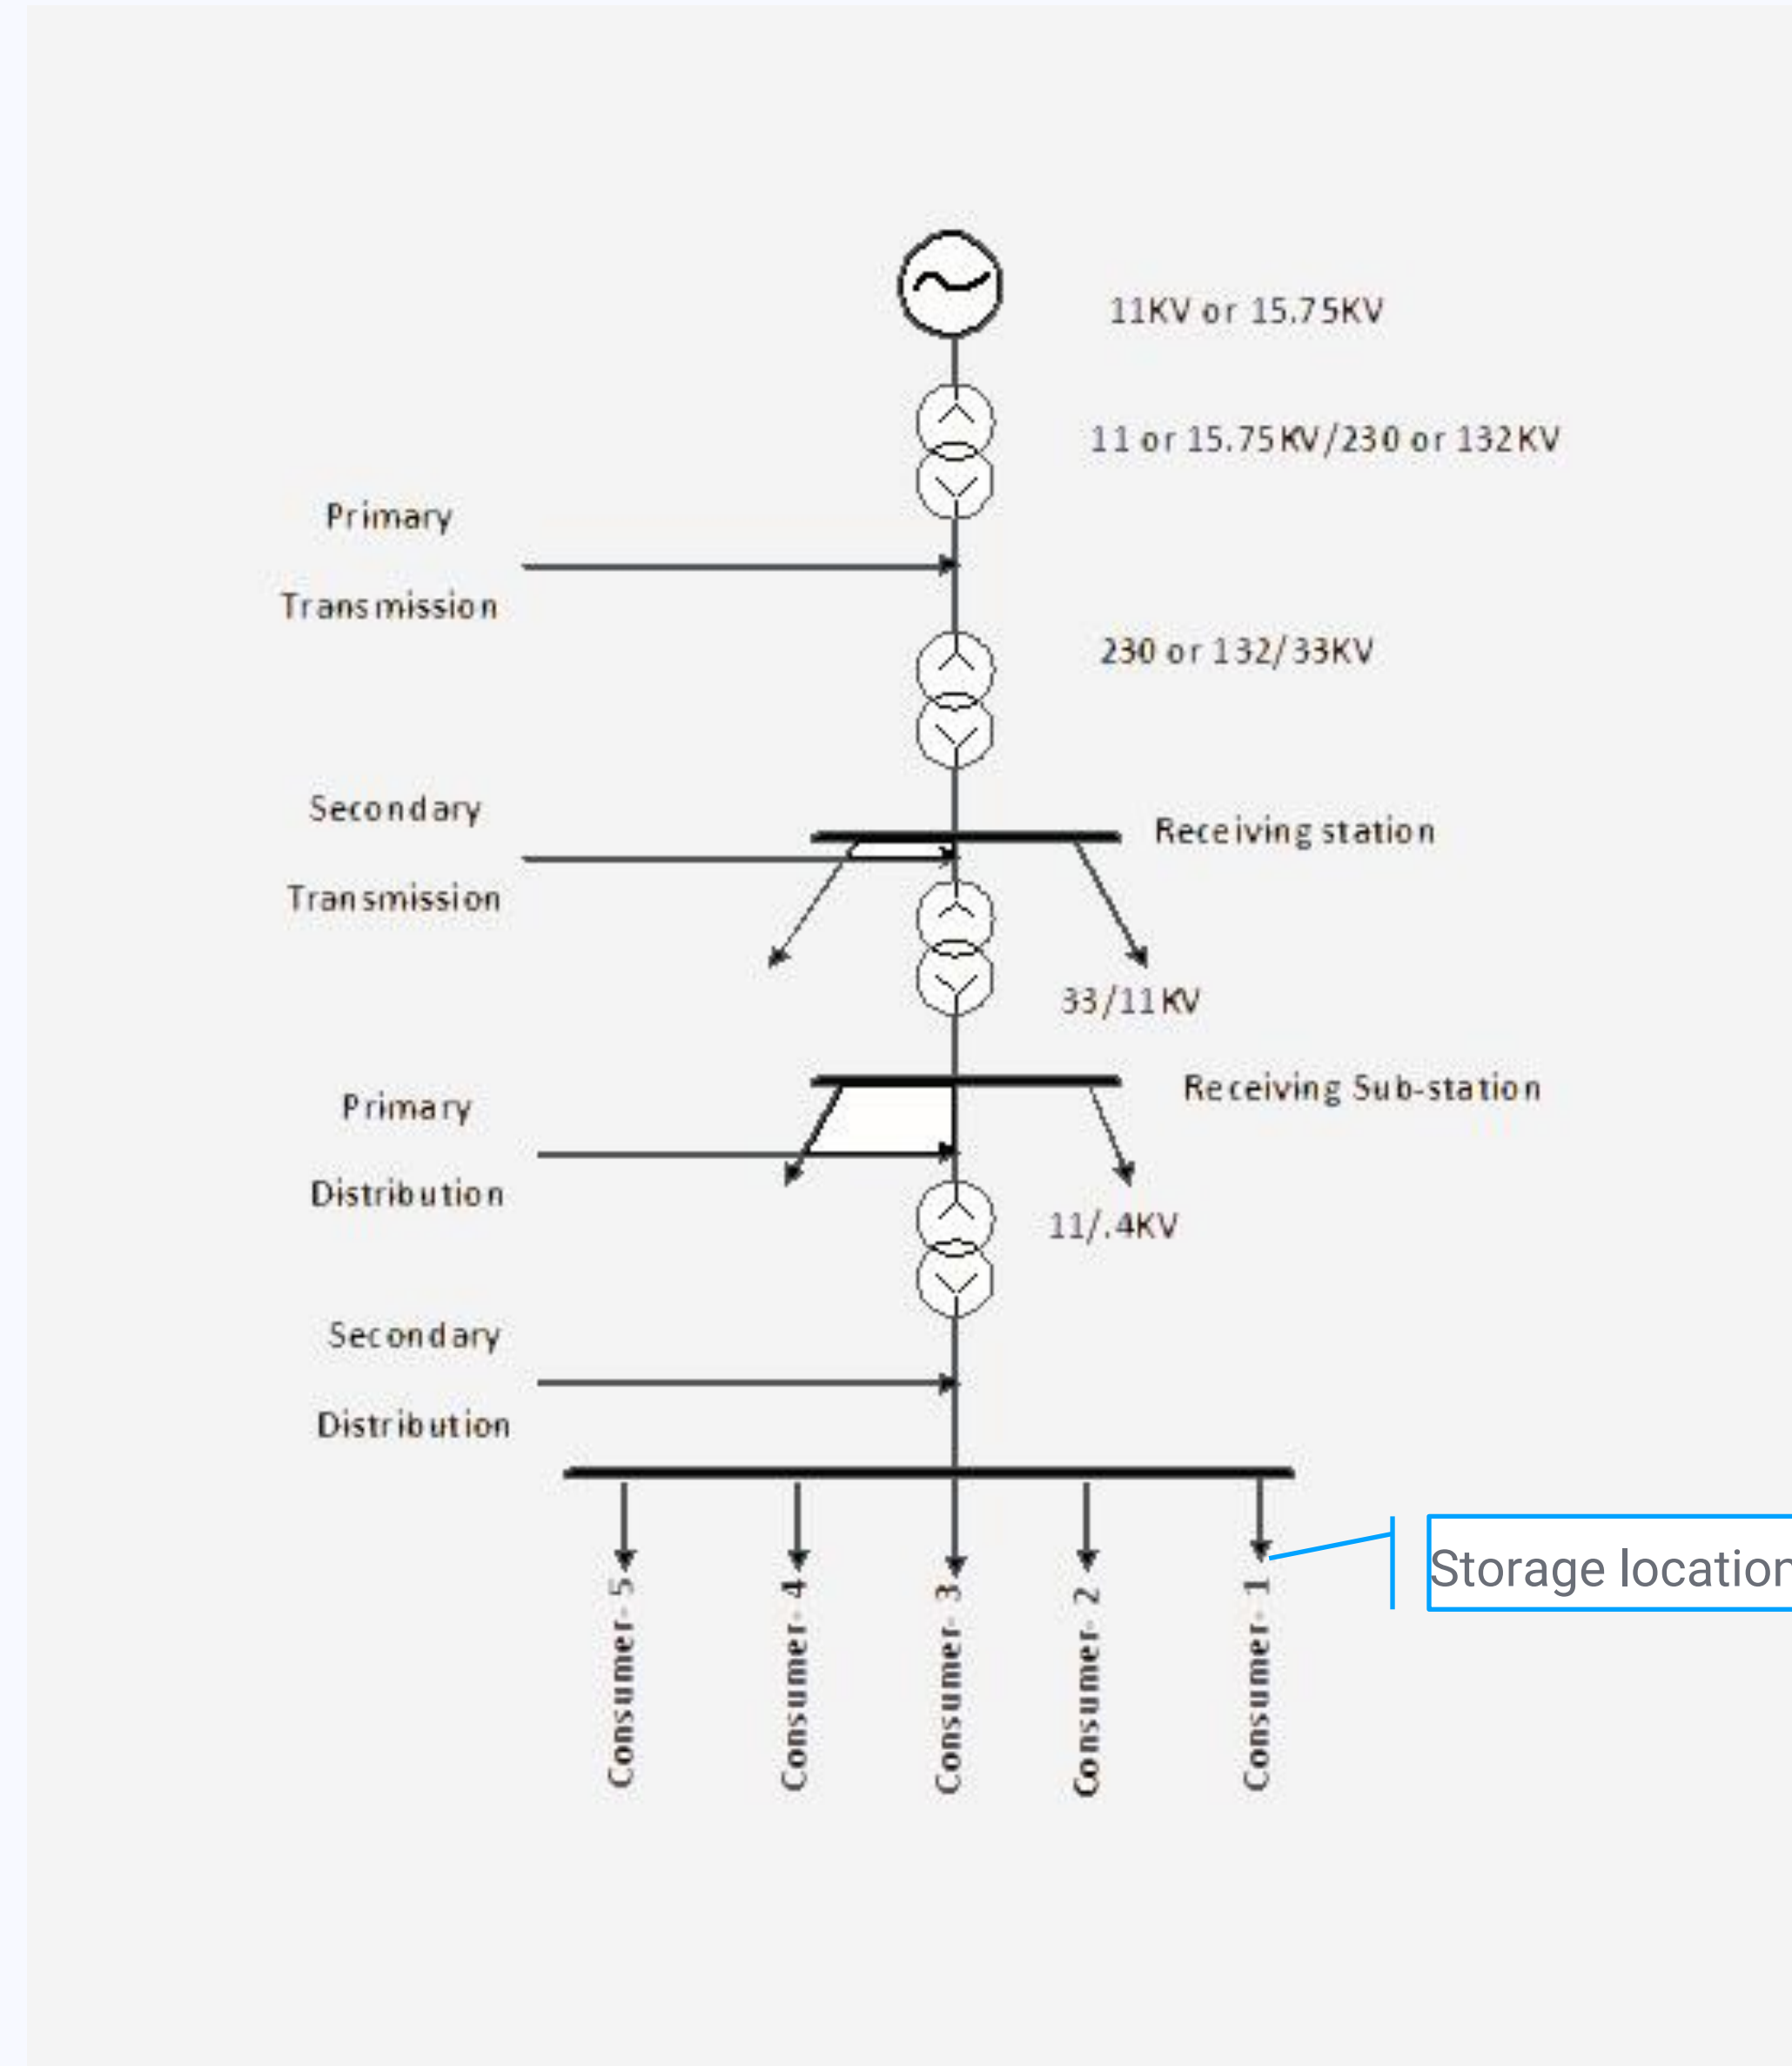 11KV or 15.75KV
11 or 15.75KV/230 or 132KV
Primary
Transmission
230 or 132/33KV
Secondary
Transmission
Receiving station
33/11KV
Primary
Distribution
Receiving Sub-station
11/.4KV
Secondary
Distribution
Storage location
Consumer- 5
Consumer- 4
Consumer- 3
Consumer- 2
Consumer- 1